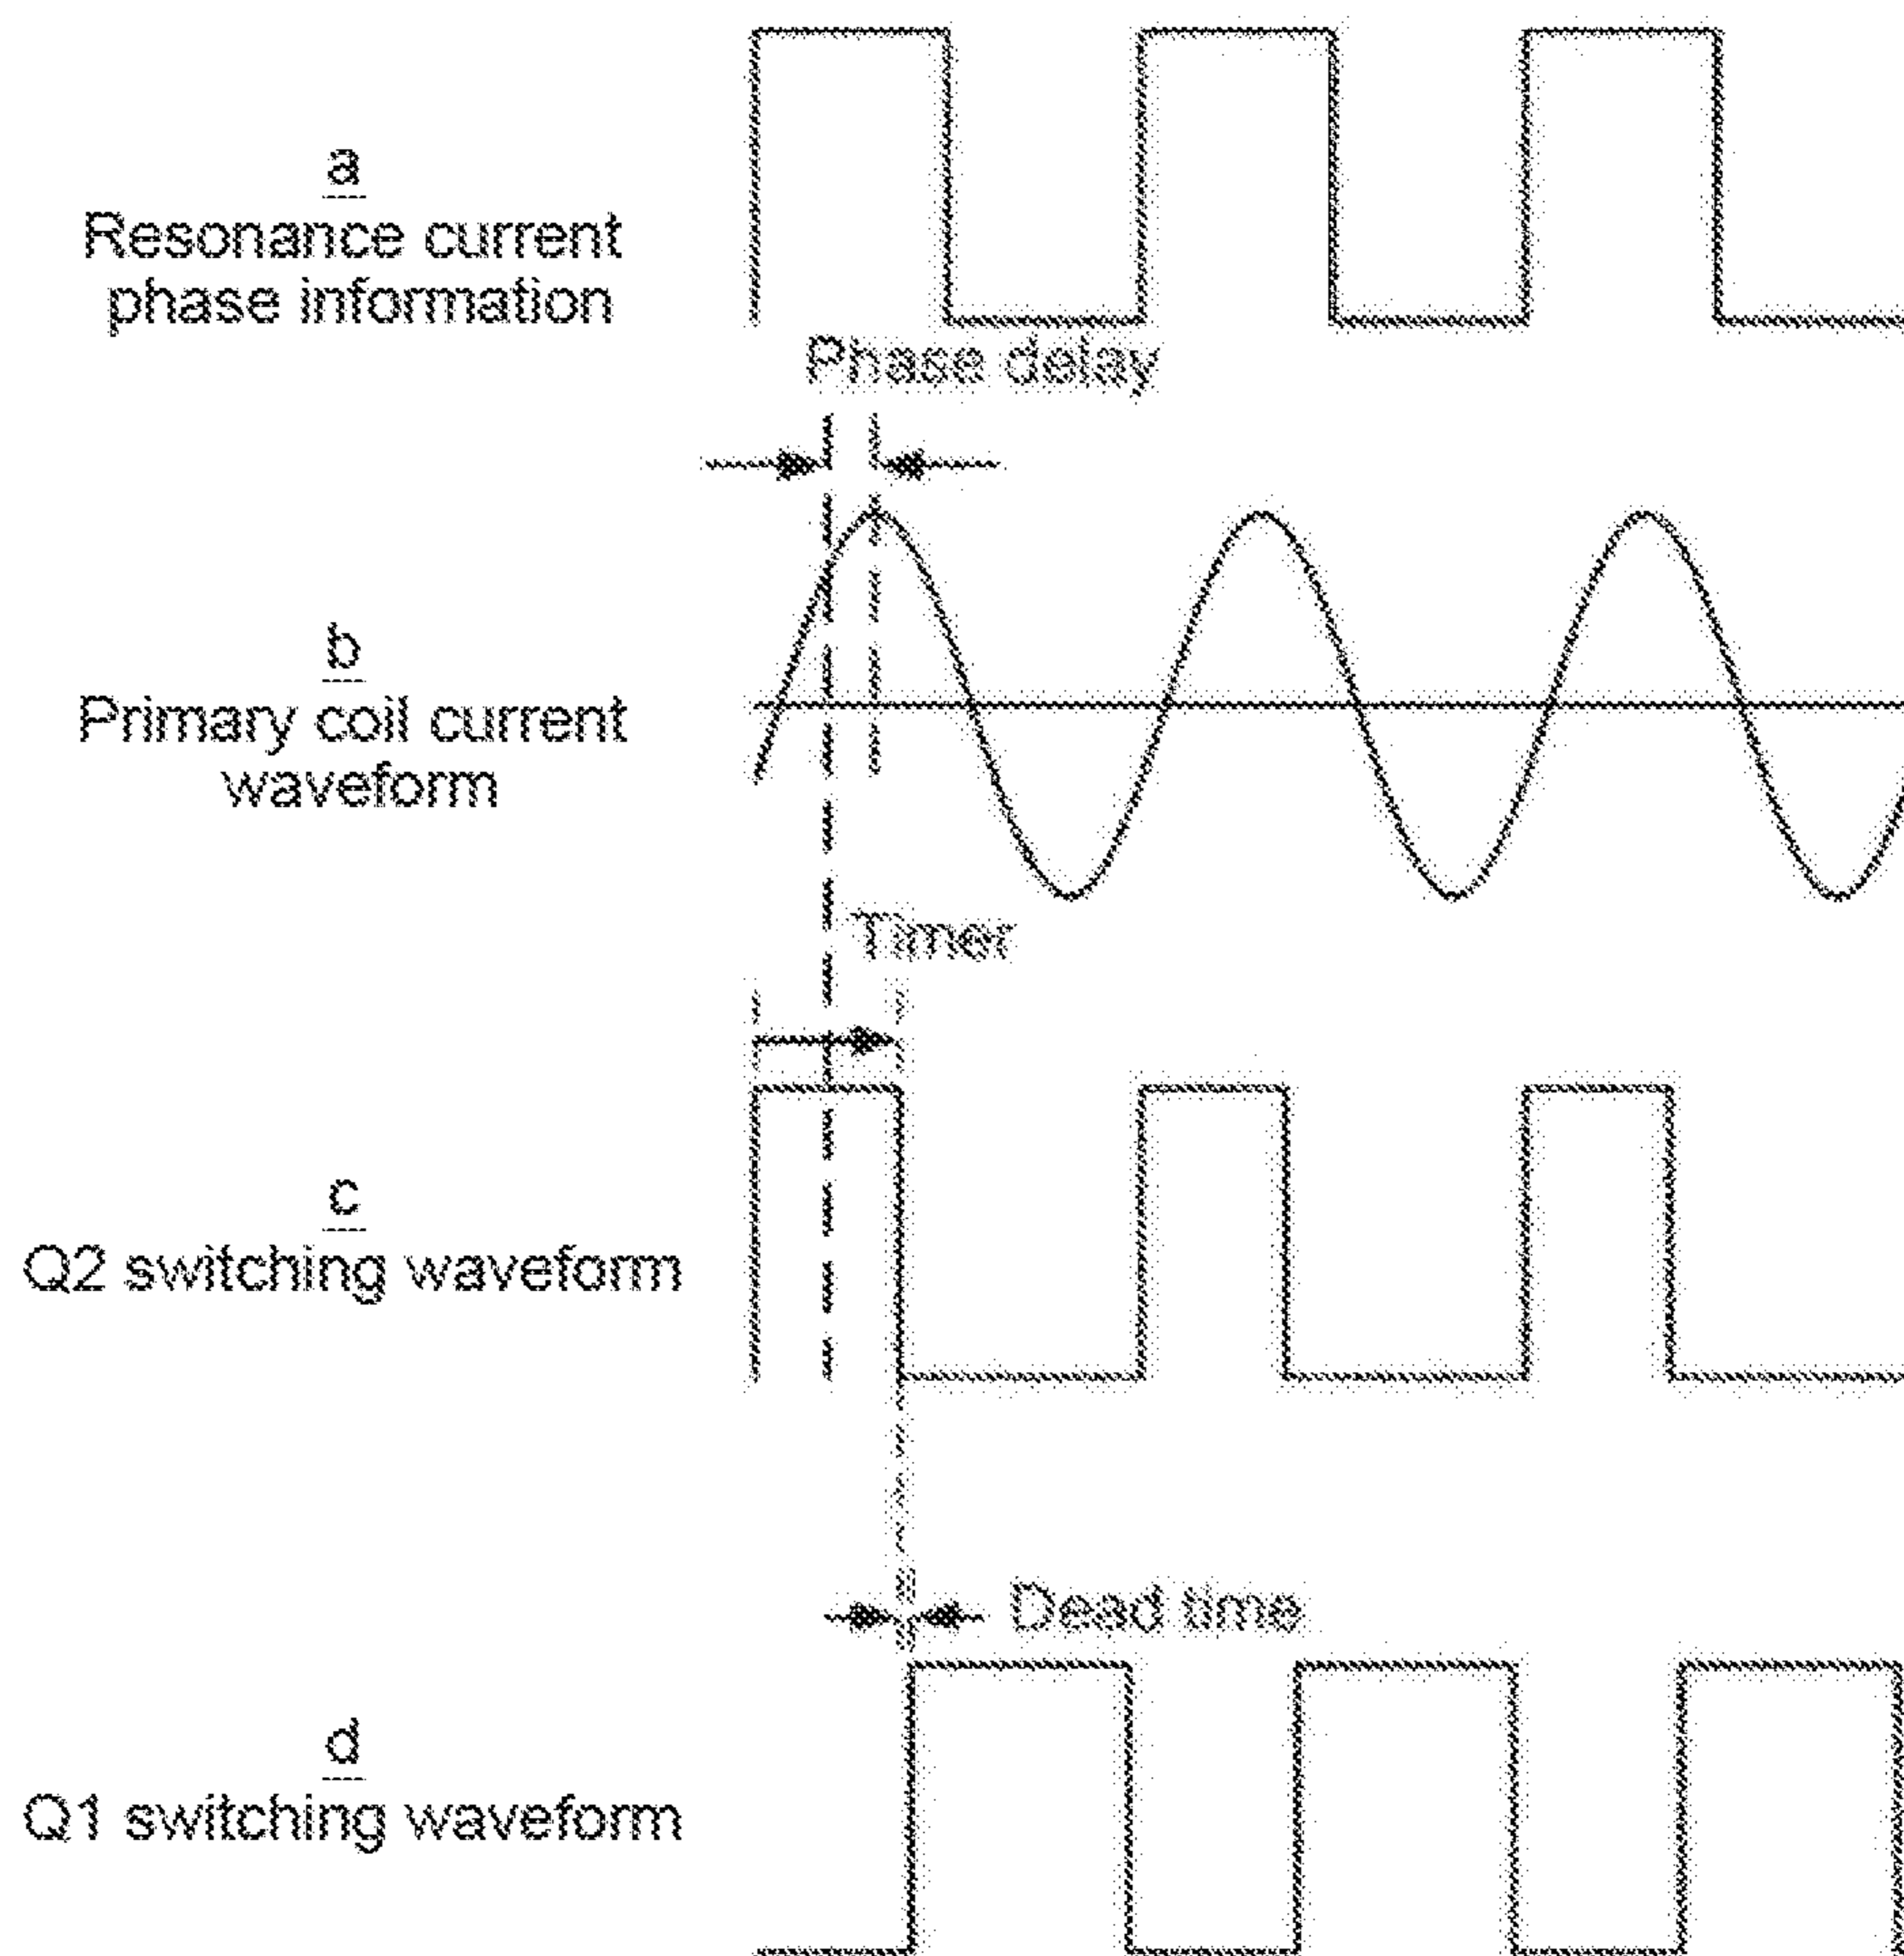 a
Resonance current
phase information
Phase delay
b
Primary coil current
waveform
Timer
c
Q2 switching waveform
Dead time
d
Q1 switching waveform